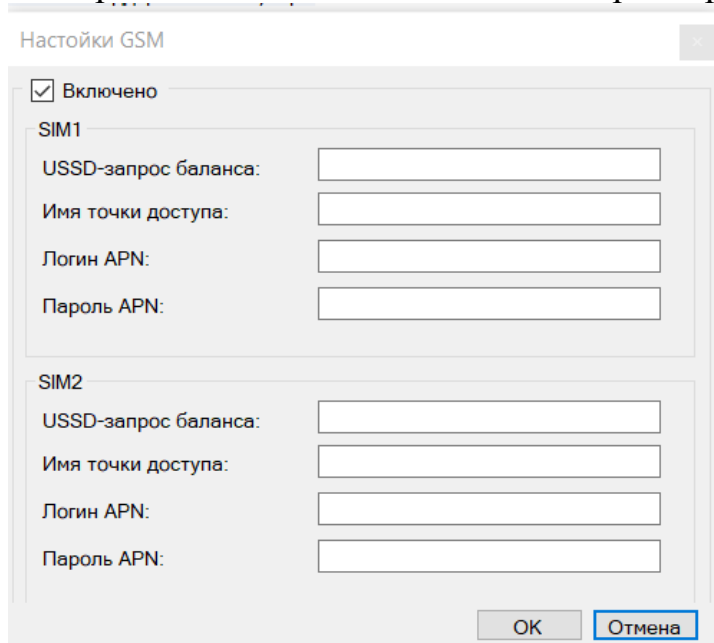 Настойки GSM
Включено
SIM1
USSD-запрос баланса:
Имя точки доступа:
Логин APN:
Пароль APN:
SIM2
USSD-запрос баланса:
Имя точки доступа:
Логин APN:
Пароль APN:
OK Отмена